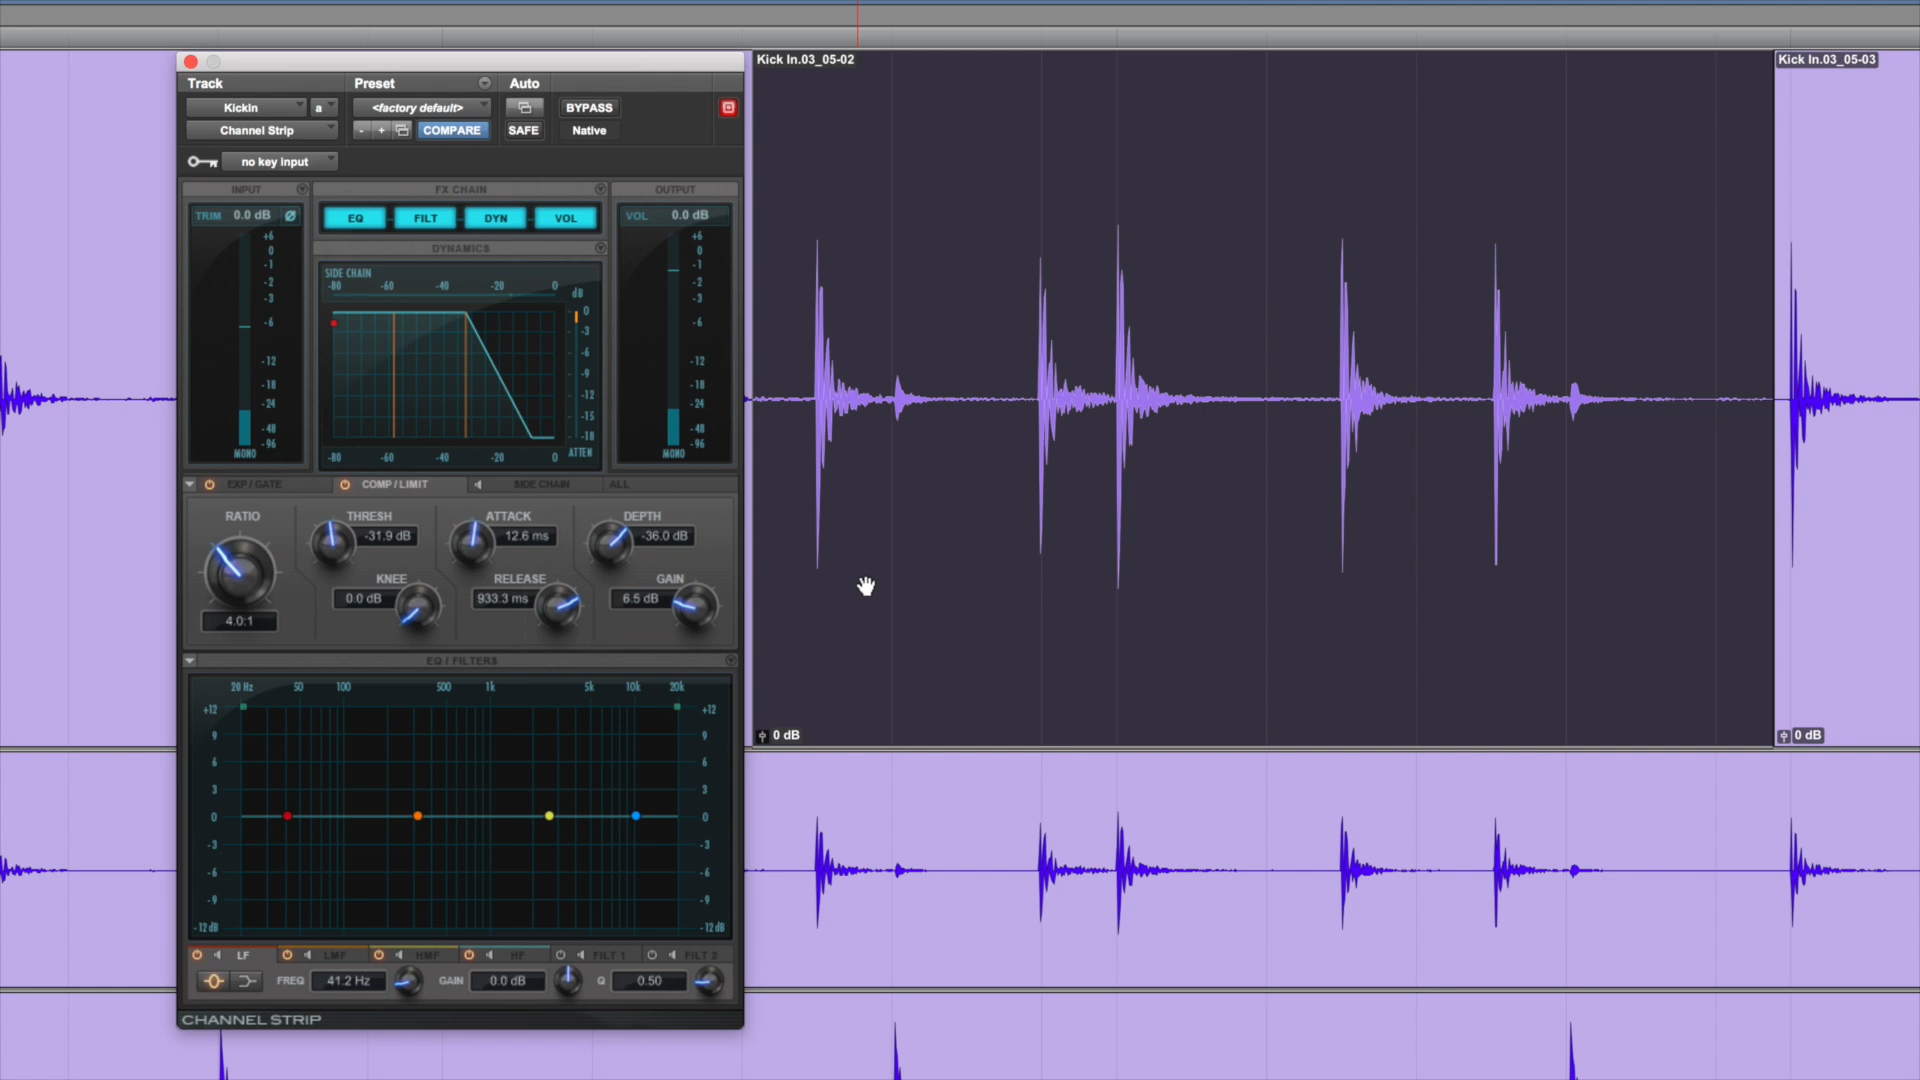 Kick In.03_05-02
Kick In.03_05-03
Track
Preset
Auto
KickIn
a
<factory default>
BYPASS
Channel Strip
- +
COMPARE
SAFE
Native
no key input
INPUT
FX CHAIN
OUTPUT
TRIM 0.0 dB Ø
EQ
FILT
DYN
VOL
VOL 0.0 dB
DYNAMICS
+6
0
-1
-2
-3
-6
-12
-18
-24
-48
-96
MONO
SIDE CHAIN
-80 -60 -40 -20 0
dB
0
-3
-6
-9
-12
-15
-18
ATTEN
-80 -60 -40 -20 0
+6
0
-1
-2
-3
-6
-12
-18
-24
-48
-96
MONO
EXP / GATE
COMP / LIMIT
SIDE CHAIN
ALL
RATIO
THRESH
ATTACK
DEPTH
-31.9 dB
12.6 ms
-36.0 dB
KNEE
RELEASE
GAIN
0.0 dB
933.3 ms
6.5 dB
4.0:1
EQ / FILTERS
20 Hz 50 100 500 1k 5k 10k 20k
+12 +12
9 9
6 6
3 3
0 0
-3 -3
-6 -6
-9 -9
-12 dB -12 dB
LF
LMF
HMF
HF
FILT 1
FILT 2
FREQ 41.2 Hz
GAIN 0.0 dB
Q 0.50
CHANNEL STRIP
0 dB
0 dB